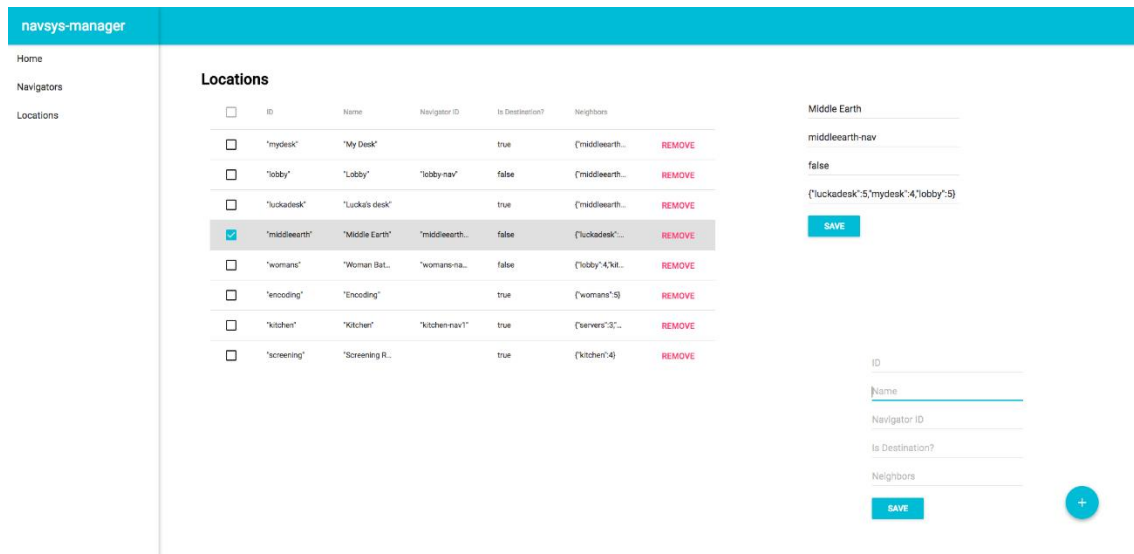 navsys-manager
Home
Navigators
Locations
Locations
ID Name Navigator ID Is Destination? Neighbors
"mydesk" "My Desk" true {"middleearth... REMOVE
"lobby" "Lobby" "lobby-nav" false {"middleearth... REMOVE
"luckadesk" "Lucka's desk" true {"middleearth... REMOVE
"middleearth" "Middle Earth" "middleearth... false {"luckadesk":... REMOVE
"womans" "Woman Bat... "womans-na... false {"lobby":4,"kit... REMOVE
"encoding" "Encoding" true {"womans":5} REMOVE
"kitchen" "Kitchen" "kitchen-nav1" true {"servers":3,"... REMOVE
"screening" "Screening R... true {"kitchen":4} REMOVE
Middle Earth
middleearth-nav
false
{"luckadesk":5,"mydesk":4,"lobby":5}
SAVE
ID
Name
Navigator ID
Is Destination?
Neighbors
SAVE
+